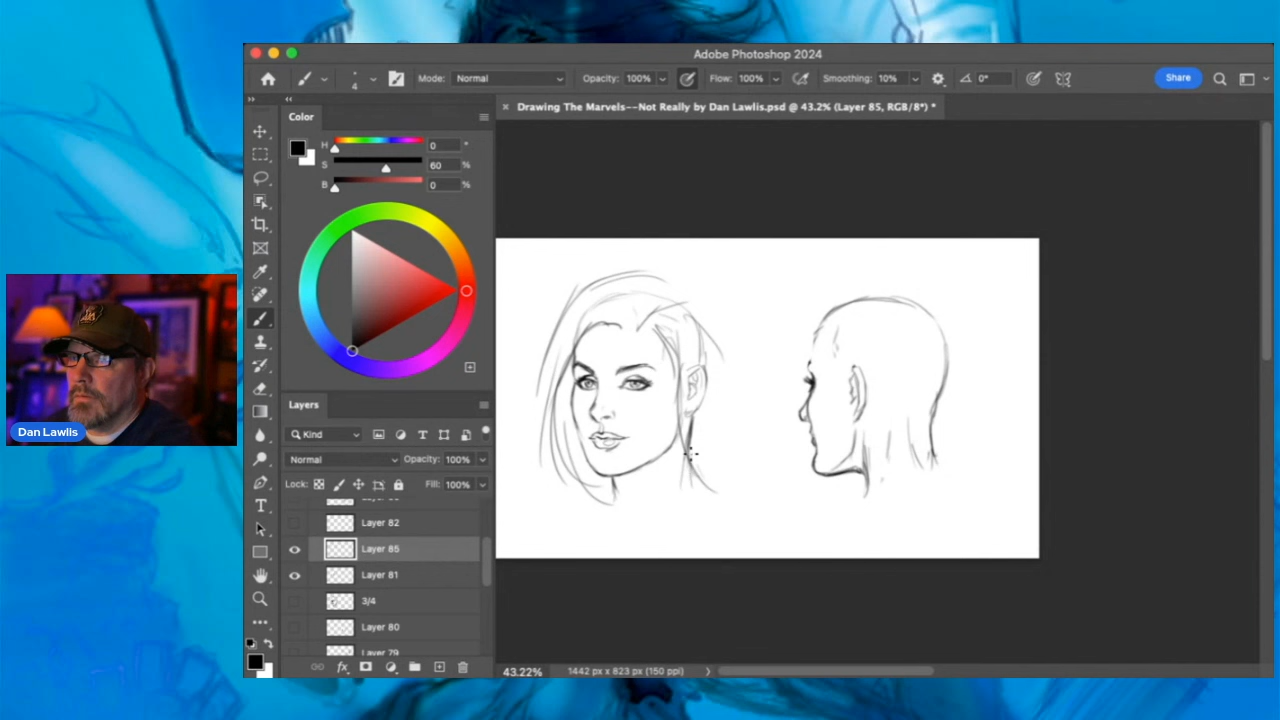 Adobe Photoshop 2024
4
Mode: Normal
Opacity: 100%
Flow: 100%
Smoothing: 10%
0°
Share
Drawing The Marvels--Not Really by Dan Lawlis.psd @ 43.2% (Layer 85, RGB/8*) *
Color
H 0 °
S 60 %
B 0 %
Layers
Kind
Normal
Opacity: 100%
Lock:
Fill: 100%
Layer 82
Layer 85
Layer 81
3/4
Layer 80
Layer 79
43.22%
1442 px x 823 px (150 ppi)
Dan Lawlis